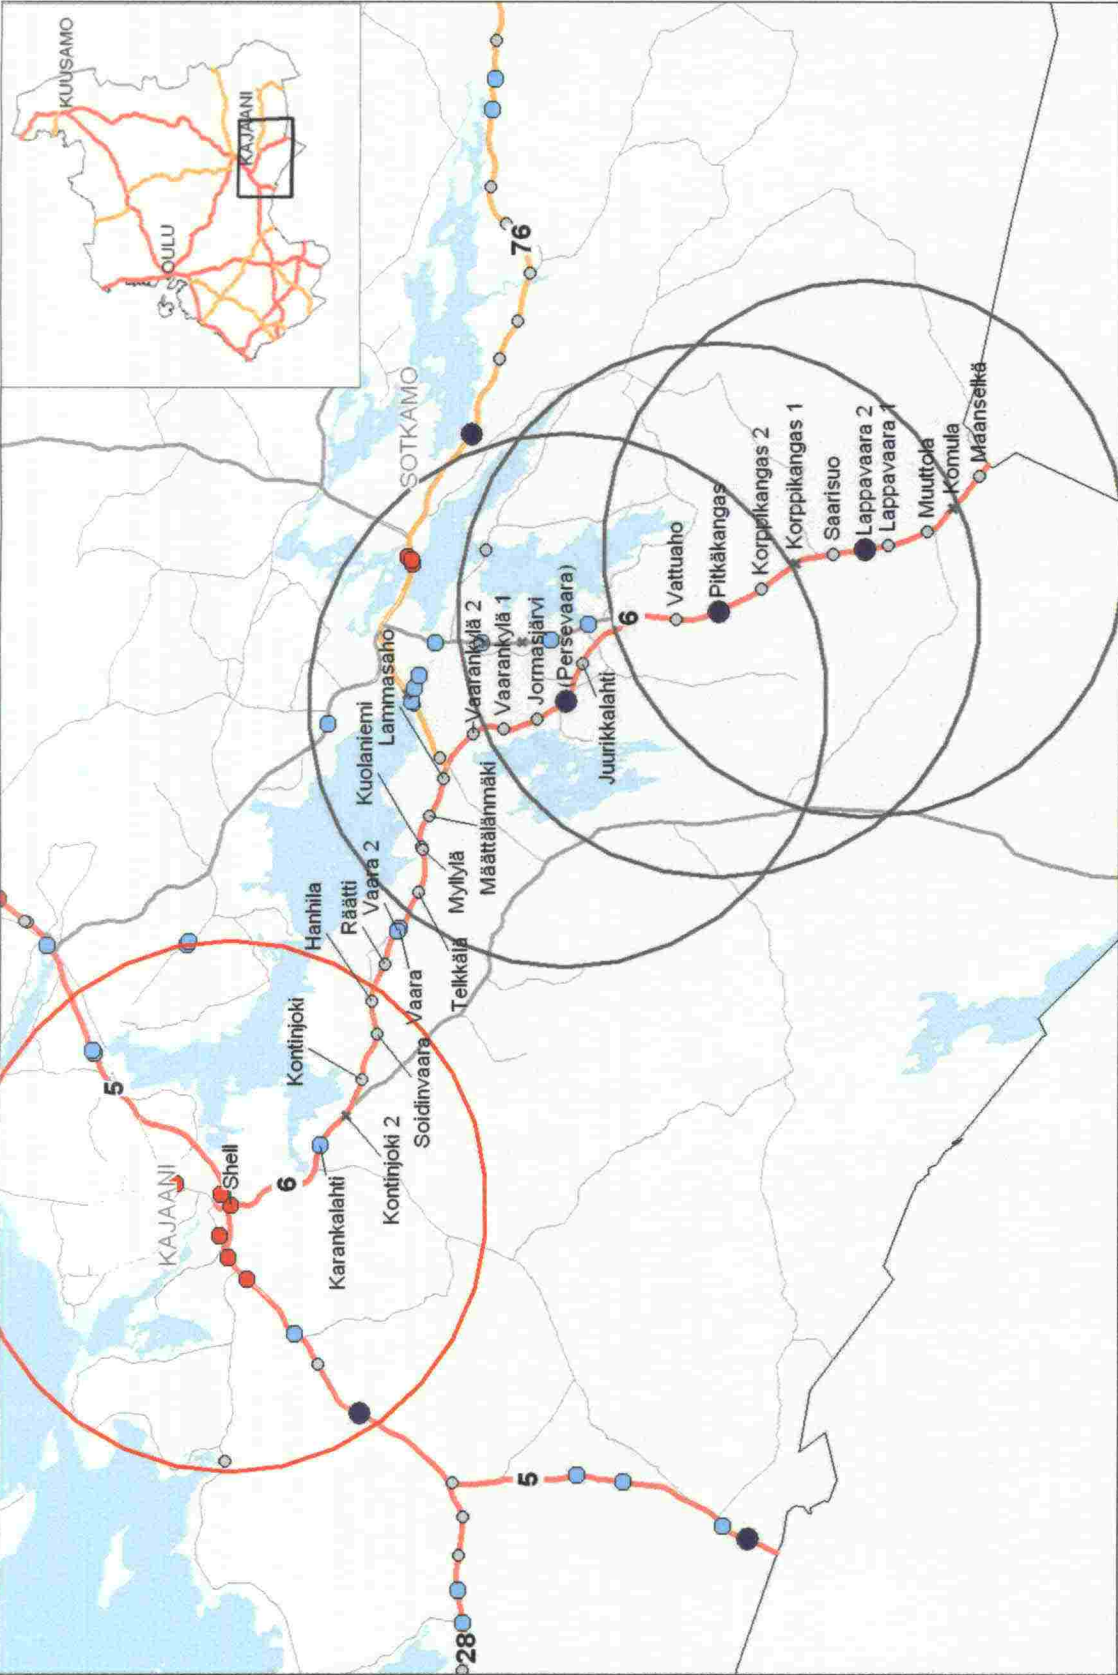 KUUSAMO
OULU
KAJAANI
76
SOTKAMO
KAJAANI
5
Shell
6
Karankalahti
Kontinjoki 2
Kontinjoki
Soidinvaara
Hanhila
Räätti
Vaara 2
Vaara
Telkkälä
Myllylä
Kuolaniemi
Määttälänmäki
Lammasaho
Vaarankylä 2
Vaarankylä 1
Jormasjärvi
(Persevaara)
Juurikkalahti
6
Vattuaho
Pitkäkangas
Korppikangas 2
Korppikangas 1
Saarisuo
Lappavaara 2
Lappavaara 1
Muuttola
Komula
Maanselkä
5
28